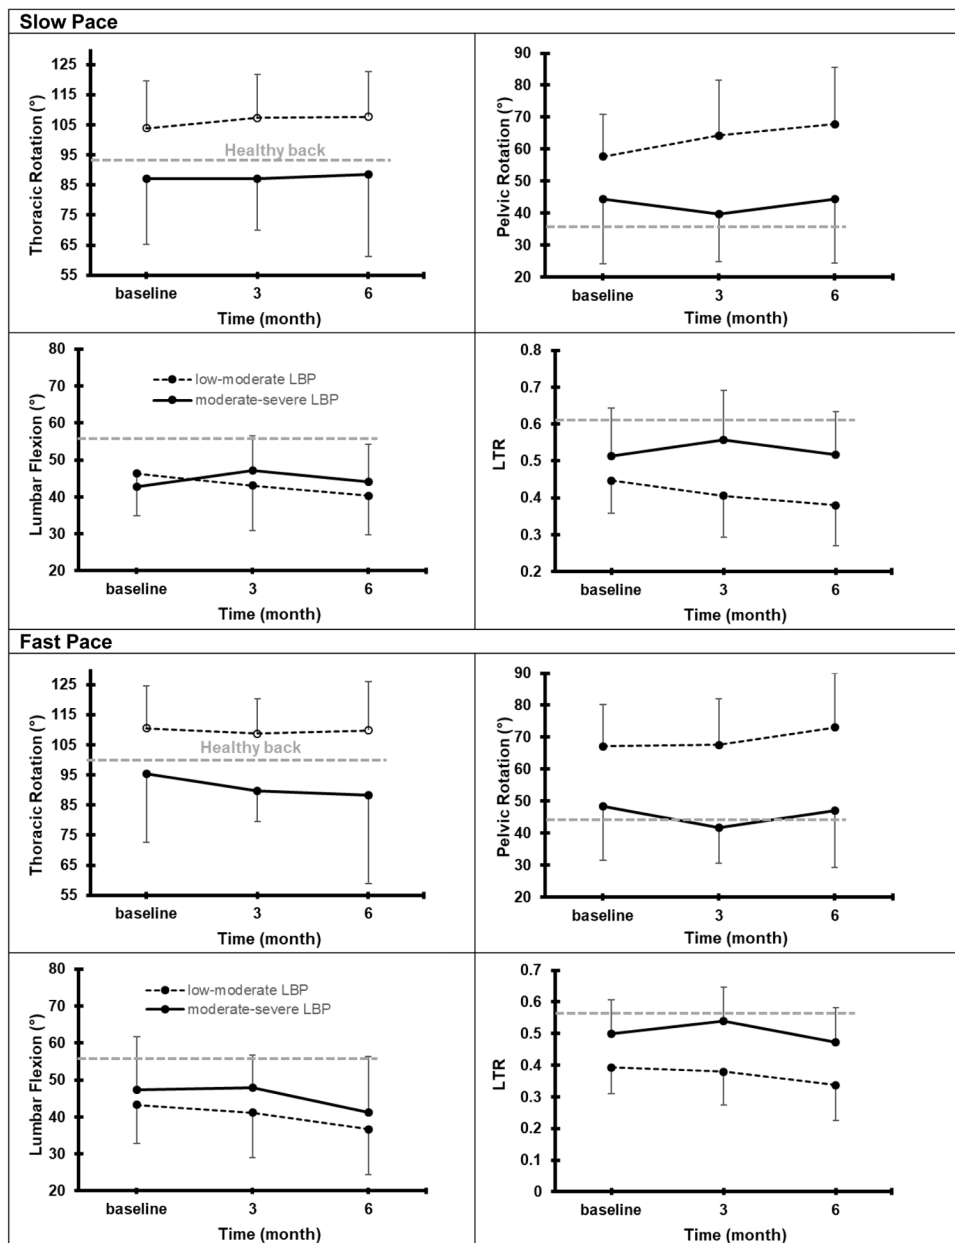 Slow Pace
Thoracic Rotation (°)
125
115
105
95
85
75
65
55
Healthy back
baseline 3 6
Time (month)
Pelvic Rotation (°)
90
80
70
60
50
40
30
20
baseline 3 6
Time (month)
Lumbar Flexion (°)
80
70
60
50
40
30
20
low-moderate LBP
moderate-severe LBP
baseline 3 6
Time (month)
LTR
0.8
0.7
0.6
0.5
0.4
0.3
0.2
baseline 3 6
Time (month)
Fast Pace
Thoracic Rotation (°)
125
115
105
95
85
75
65
55
Healthy back
baseline 3 6
Time (month)
Pelvic Rotation (°)
90
80
70
60
50
40
30
20
baseline 3 6
Time (month)
Lumbar Flexion (°)
80
70
60
50
40
30
20
low-moderate LBP
moderate-severe LBP
baseline 3 6
Time (month)
LTR
0.7
0.6
0.5
0.4
0.3
0.2
0.1
0
baseline 3 6
Time (month)